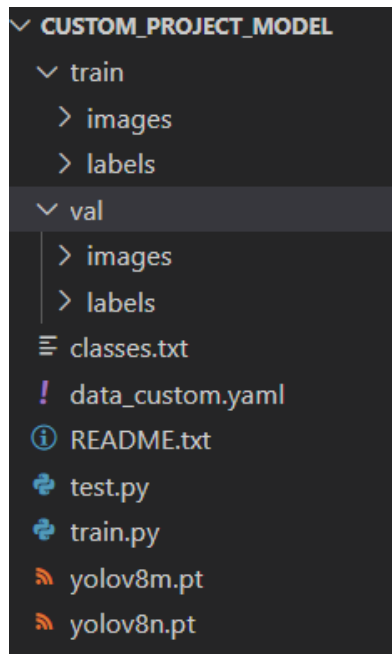 CUSTOM_PROJECT_MODEL
train
images
labels
val
images
labels
classes.txt
data_custom.yaml
README.txt
test.py
train.py
yolov8m.pt
yolov8n.pt